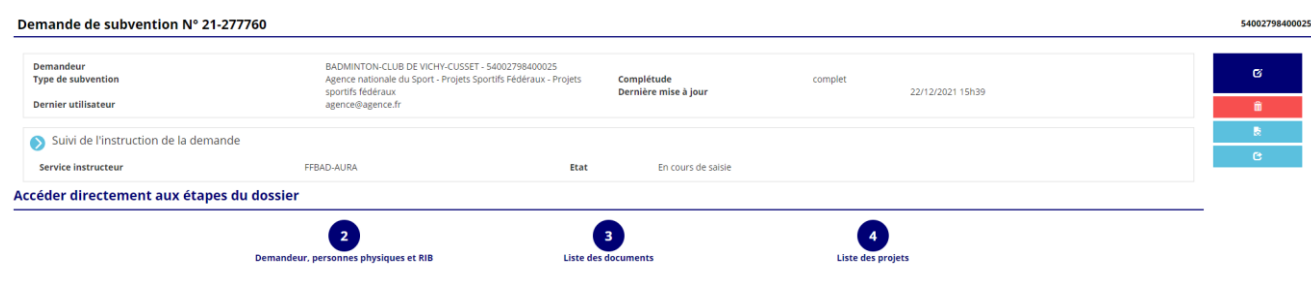 Demande de subvention N° 21-277760
54002798400025
Demandeur BADMINTON-CLUB DE VICHY-CUSSET - 54002798400025
Type de subvention Agence nationale du Sport - Projets Sportifs Fédéraux - Projets sportifs fédéraux
Complétude complet
Dernière mise à jour 22/12/2021 15h39
Dernier utilisateur agence@agence.fr
Suivi de l'instruction de la demande
Service instructeur FFBAD-AURA Etat En cours de saisie
Accéder directement aux étapes du dossier
2 3 4
Demandeur, personnes physiques et RIB Liste des documents Liste des projets